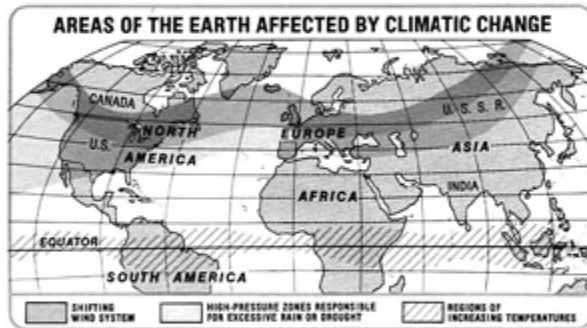 AREAS OF THE EARTH AFFECTED BY CLIMATIC CHANGE
CANADA
NORTH
AMERICA
U.S.
EUROPE
U. S. S. R.
ASIA
AFRICA
INDIA
EQUATOR
SOUTH AMERICA
SHIFTING
WIND SYSTEM
HIGH-PRESSURE ZONES RESPONSIBLE
FOR EXCESSIVE RAIN OR DROUGHT
REGIONS OF
INCREASING TEMPERATURES